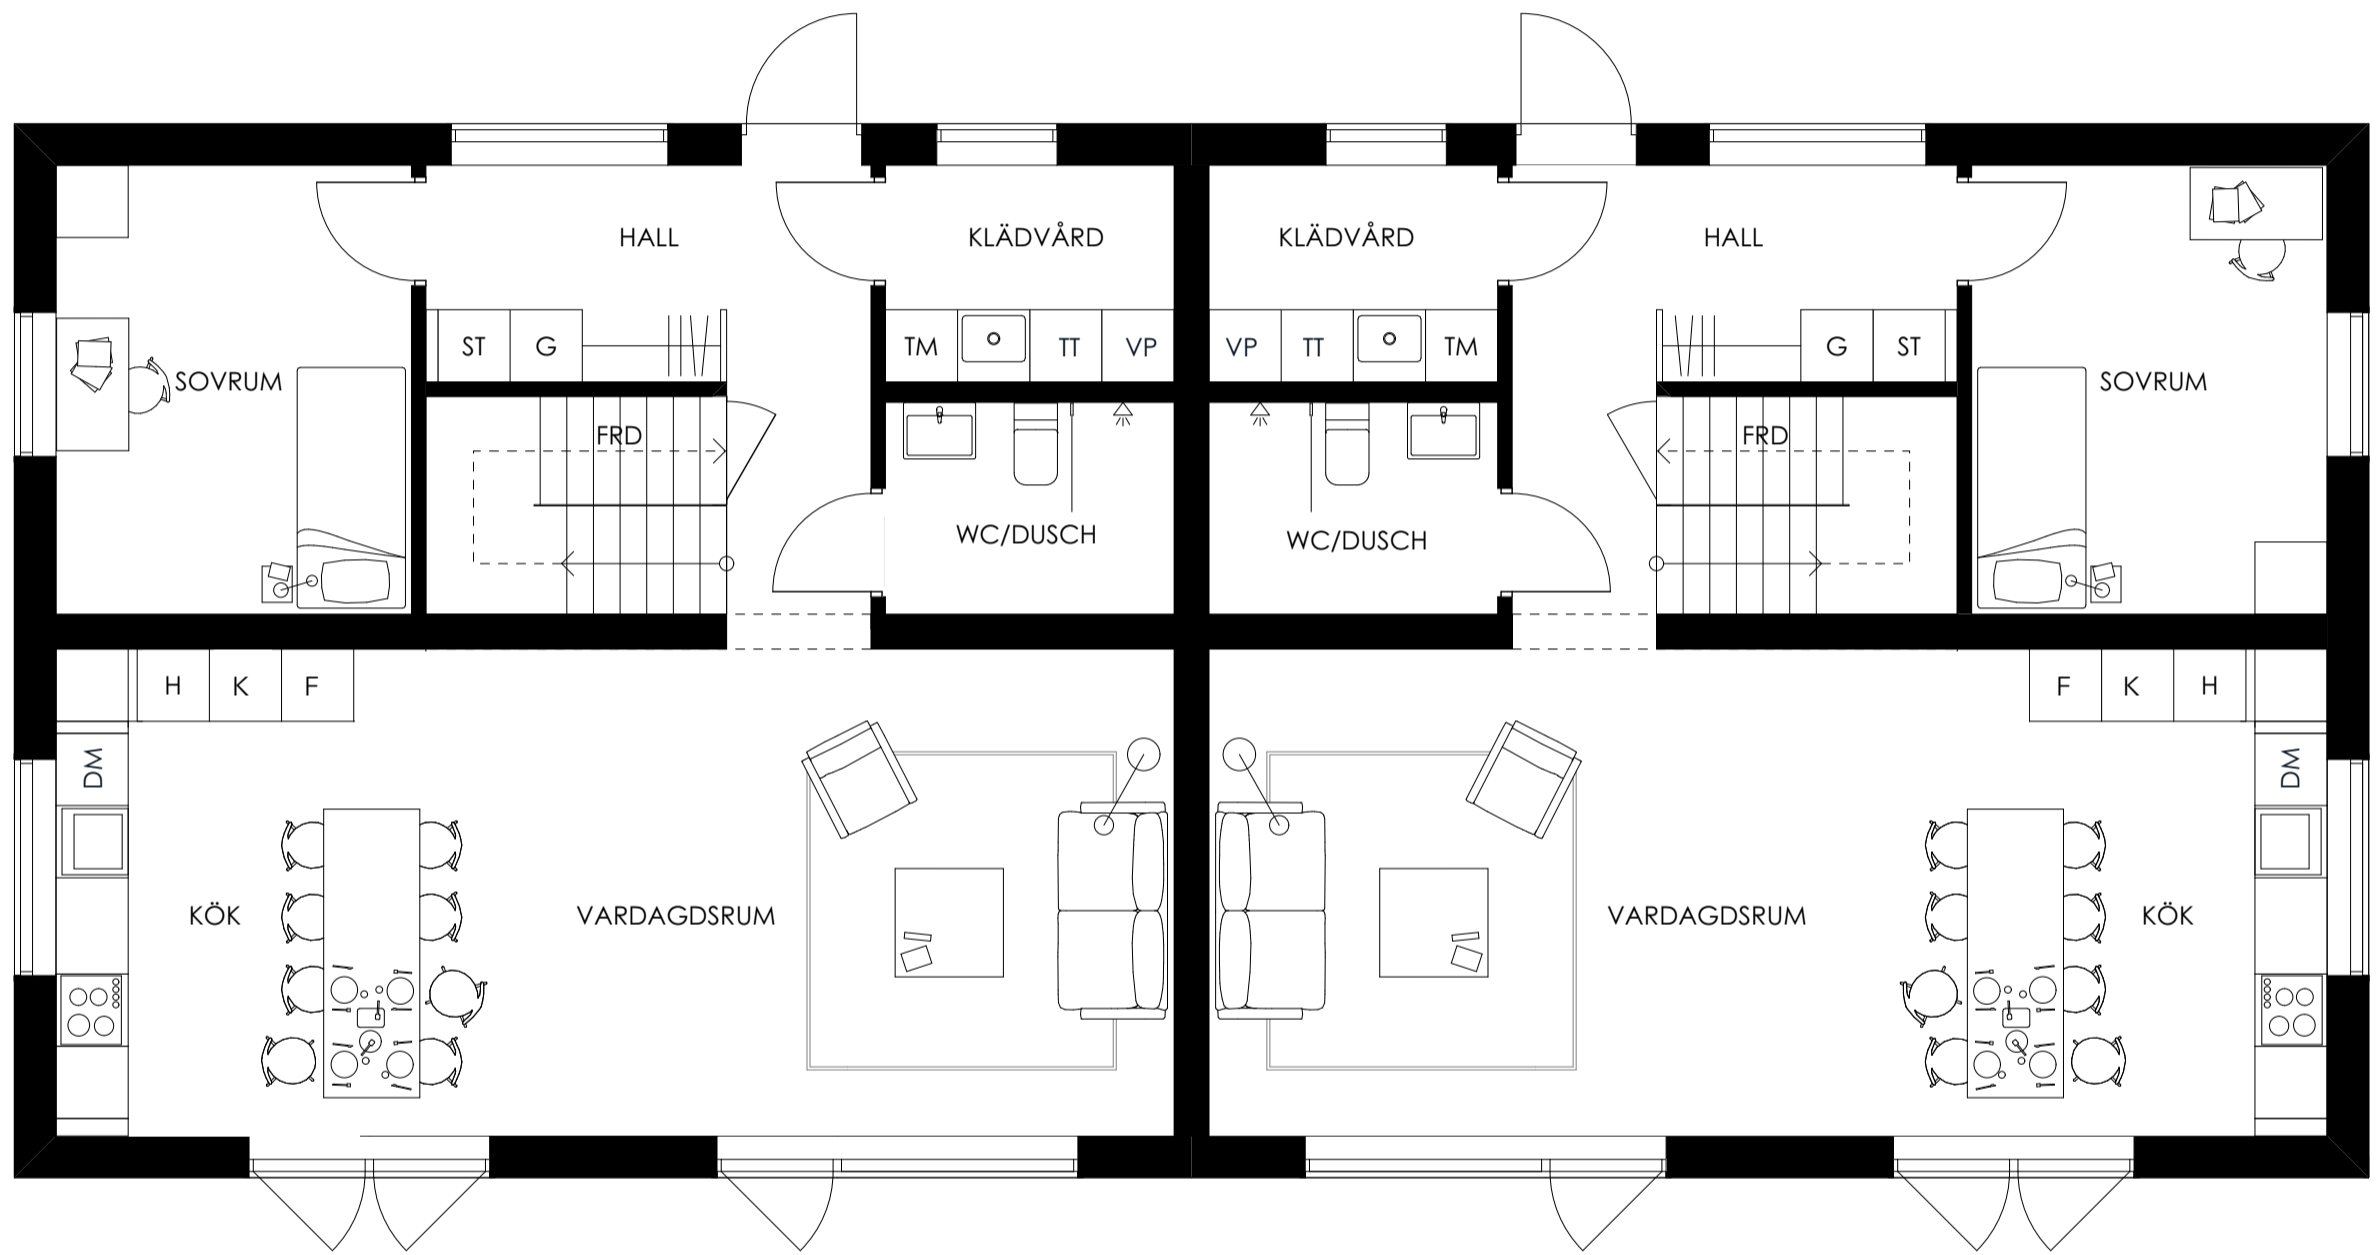 HALL
KLÄDVÅRD
KLÄDVÅRD
HALL
ST
G
TM
TT
VP
VP
TT
TM
G
ST
SOVRUM
SOVRUM
FRD
FRD
WC/DUSCH
WC/DUSCH
H
K
F
F
K
H
DM
DM
KÖK
VARDAGDSRUM
VARDAGDSRUM
KÖK